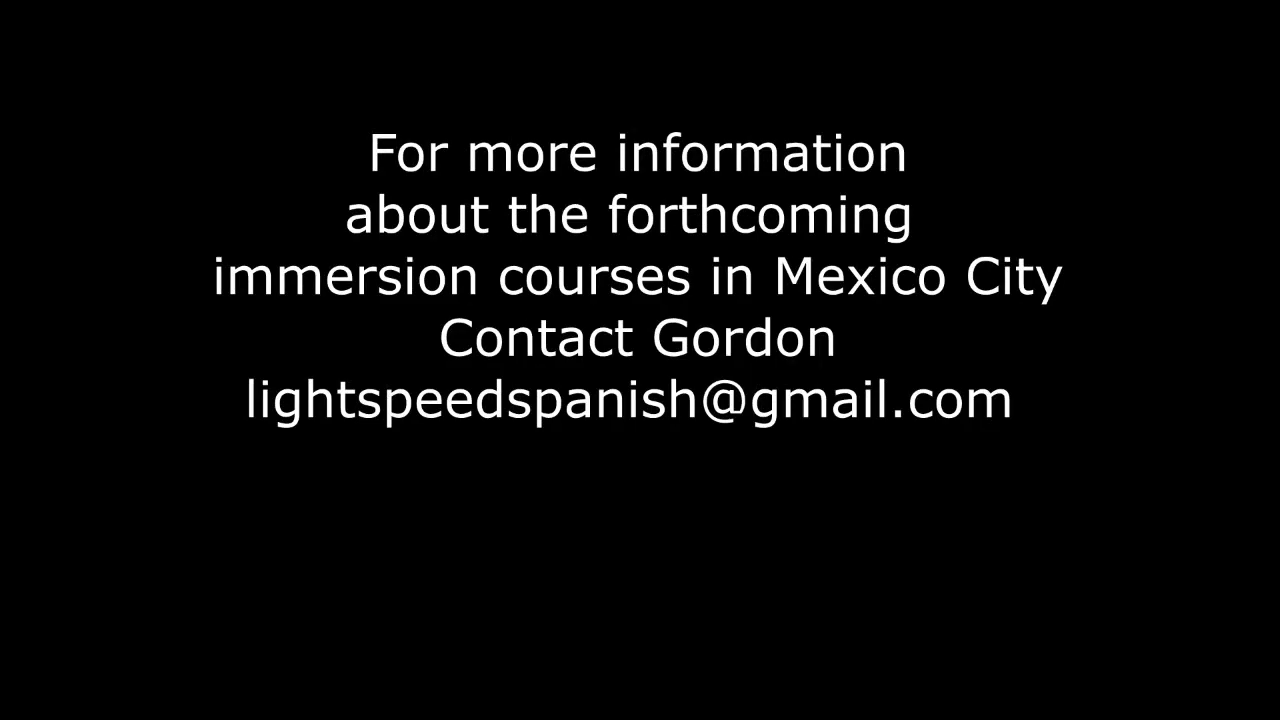 For more information
about the forthcoming
immersion courses in Mexico City
Contact Gordon
lightspeedspanish@gmail.com